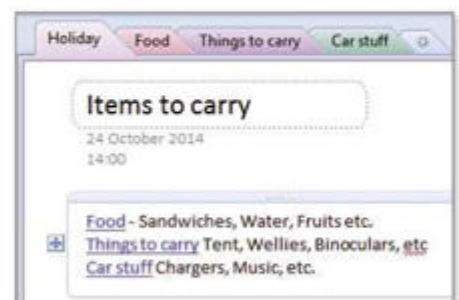 Holiday Food Things to carry Car stuff
Items to carry
24 October 2014
14:00
Food - Sandwiches, Water, Fruits etc.
Things to carry Tent, Wellies, Binoculars, etc
Car stuff Chargers, Music, etc.